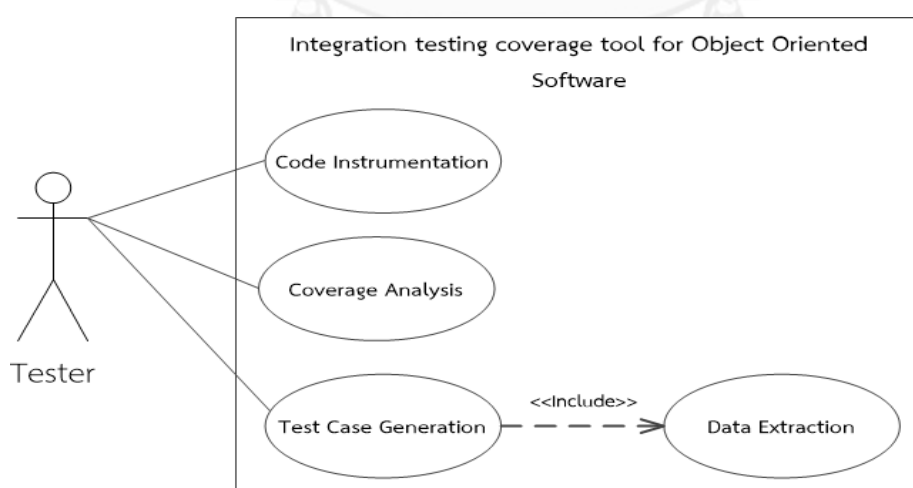 Integration testing coverage tool for Object Oriented
Software
Code Instrumentation
Coverage Analysis
Tester
<<Include>>
Test Case Generation
Data Extraction